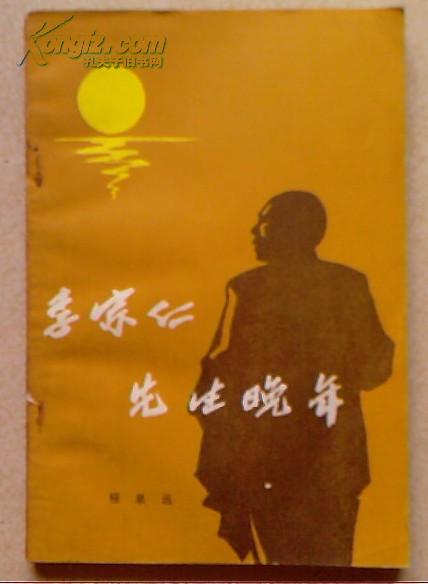 Kongfz.com
孔夫子旧书网
李宗仁
先生晚年
程思远